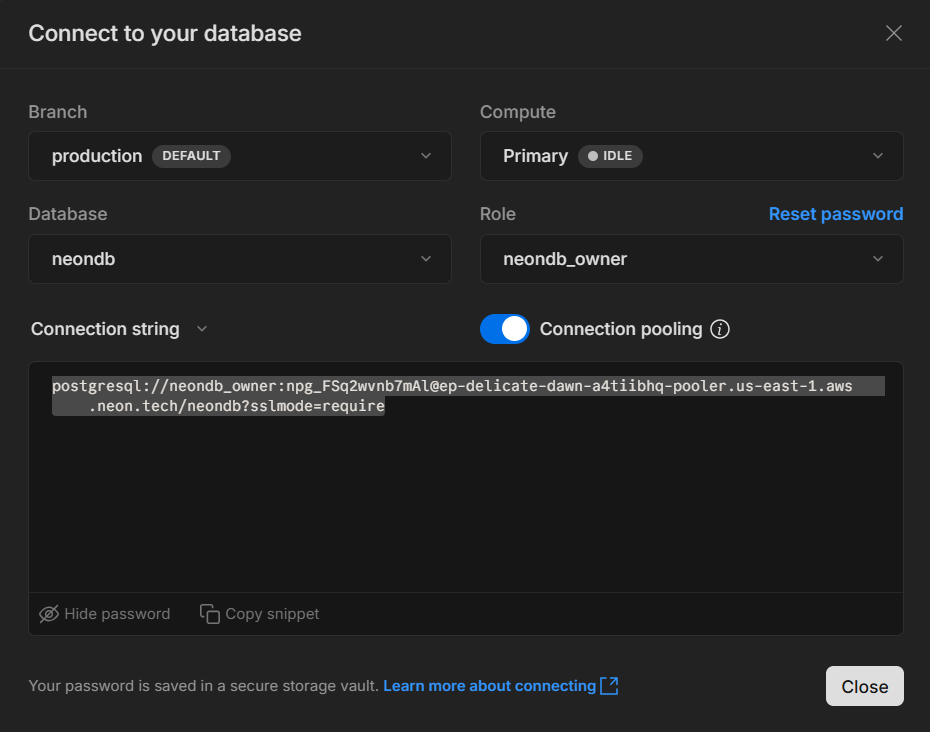 Connect to your database
Branch
Compute
production DEFAULT
Primary IDLE
Database
Role
Reset password
neondb
neondb_owner
Connection string
Connection pooling
postgresql://neondb_owner:npg_FSq2wvnb7mAl@ep-delicate-dawn-a4tiibhq-pooler.us-east-1.aws
.neon.tech/neondb?sslmode=require
Hide password
Copy snippet
Your password is saved in a secure storage vault. Learn more about connecting
Close